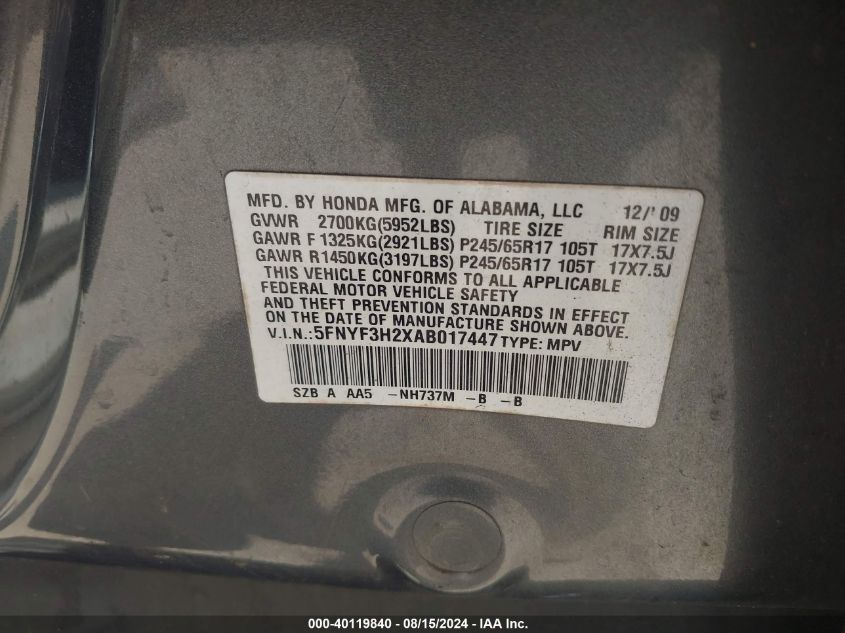 MFD. BY HONDA MFG. OF ALABAMA, LLC 12/'09
GVWR 2700KG(5952LBS) TIRE SIZE RIM SIZE
GAWR F 1325KG(2921LBS) P245/65R17 105T 17X7.5J
GAWR R1450KG(3197LBS) P245/65R17 105T 17X7.5J
THIS VEHICLE CONFORMS TO ALL APPLICABLE
FEDERAL MOTOR VEHICLE SAFETY
AND THEFT PREVENTION STANDARDS IN EFFECT
ON THE DATE OF MANUFACTURE SHOWN ABOVE.
V.I.N.:5FNYF3H2XAB017447 TYPE: MPV
SZB A AA5 -NH737M -B -B
000-40119840 - 08/15/2024 - IAA Inc.